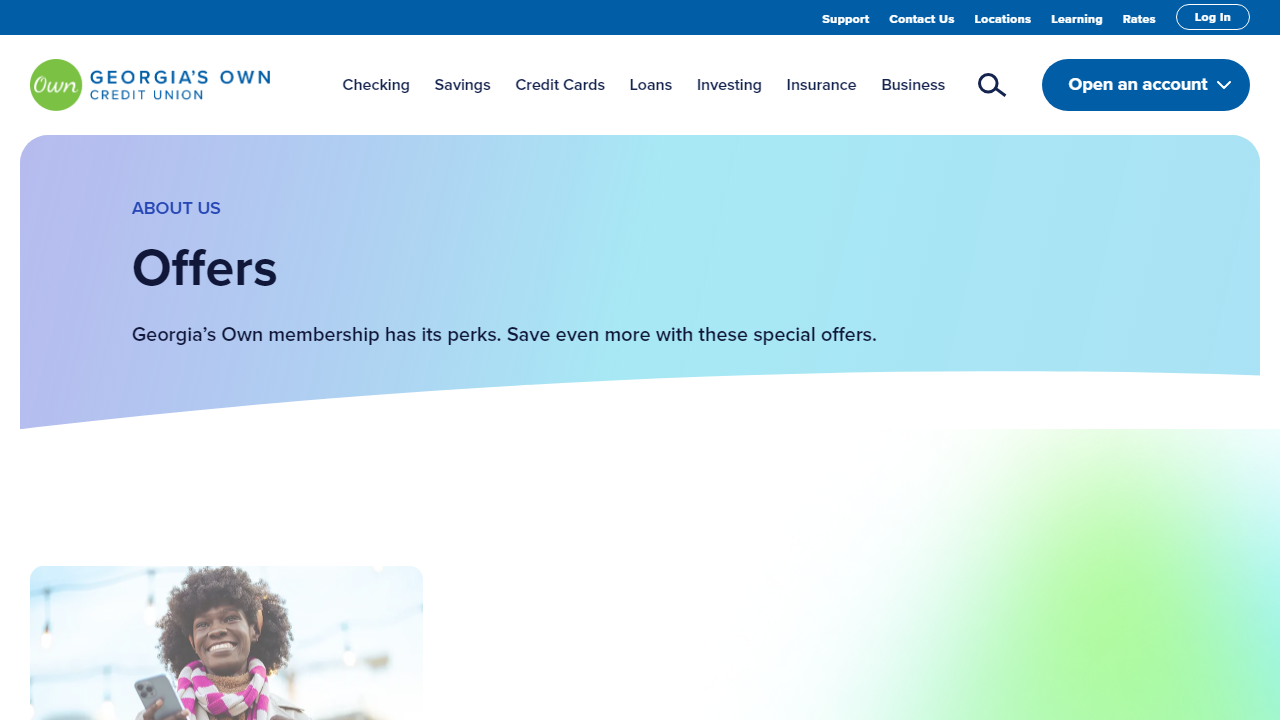 Support Contact Us Locations Learning Rates Log In
Own GEORGIA'S OWN
CREDIT UNION
Checking Savings Credit Cards Loans Investing Insurance Business Open an account
ABOUT US
Offers
Georgia’s Own membership has its perks. Save even more with these special offers.